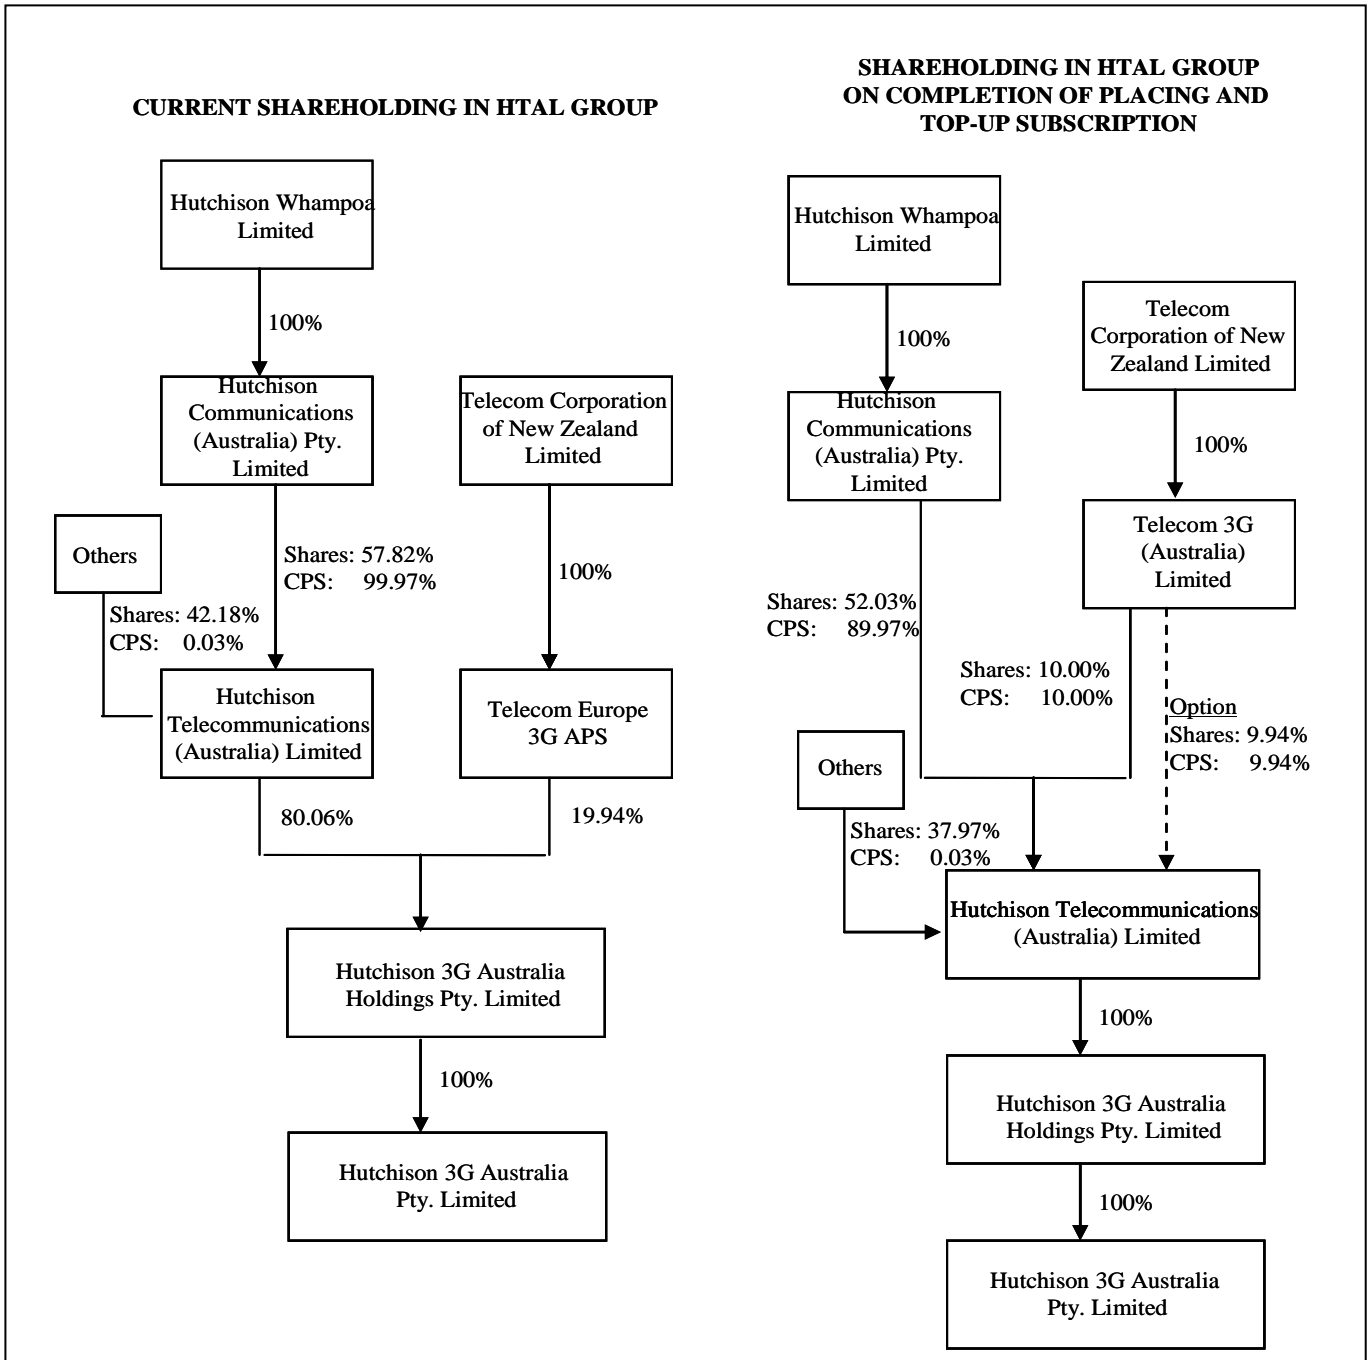 CURRENT SHAREHOLDING IN HTAL GROUP
Hutchison Whampoa
Limited
100%
Hutchison
Communications
(Australia) Pty.
Limited
Telecom Corporation
of New Zealand
Limited
Others
Shares: 57.82%
CPS: 99.97%
100%
Shares: 42.18%
CPS: 0.03%
Hutchison
Telecommunications
(Australia) Limited
Telecom Europe
3G APS
80.06%
19.94%
Hutchison 3G Australia
Holdings Pty. Limited
100%
Hutchison 3G Australia
Pty. Limited
SHAREHOLDING IN HTAL GROUP
ON COMPLETION OF PLACING AND
TOP-UP SUBSCRIPTION
Hutchison Whampoa
Limited
Telecom
Corporation of New
Zealand Limited
100%
Hutchison
Communications
(Australia) Pty.
Limited
100%
Telecom 3G
(Australia)
Limited
Shares: 52.03%
CPS: 89.97%
Shares: 10.00%
CPS: 10.00%
Option
Shares: 9.94%
CPS: 9.94%
Others
Shares: 37.97%
CPS: 0.03%
Hutchison Telecommunications
(Australia) Limited
100%
Hutchison 3G Australia
Holdings Pty. Limited
100%
Hutchison 3G Australia
Pty. Limited